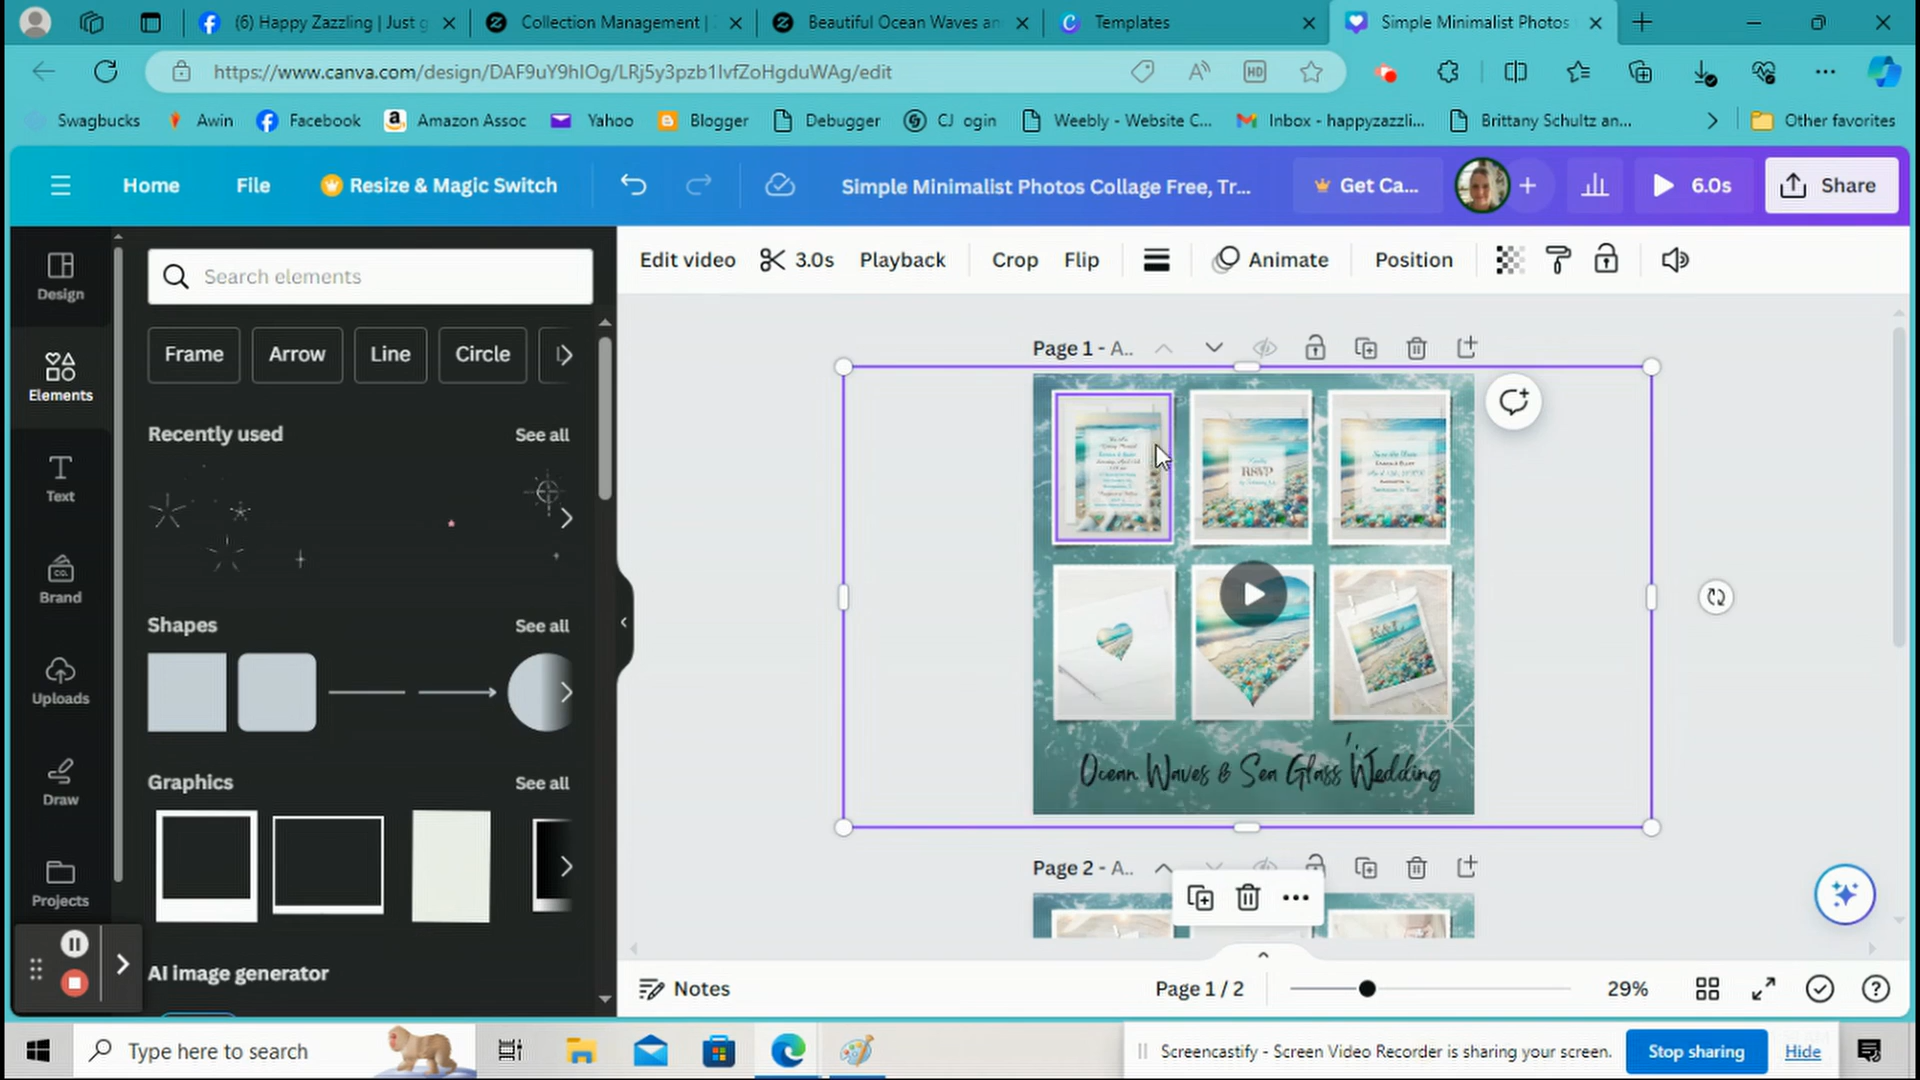 (6) Happy Zazzling | Just g
Collection Management |
Beautiful Ocean Waves an
Templates
Simple Minimalist Photos
https://www.canva.com/design/DAF9uY9hIOg/LRj5y3pzb1IvfZoHgduWAg/edit
HD
Swagbucks
Awin
Facebook
Amazon Assoc
Yahoo
Blogger
Debugger
CJ ogin
Weebly - Website C...
Inbox - happyzazzli...
Brittany Schultz an...
Other favorites
Home
File
Resize & Magic Switch
Simple Minimalist Photos Collage Free, Tr...
Get Ca...
6.0s
Share
Edit video
3.0s
Playback
Crop
Flip
Animate
Position
Design
Elements
Text
Brand
Uploads
Draw
Projects
Search elements
Frame
Arrow
Line
Circle
Recently used
See all
Shapes
See all
Graphics
See all
AI image generator
Page 1 - A..
RSVP
Save the Date
Ocean Waves & Sea Glass Wedding
Page 2 - A..
Notes
Page 1 / 2
29%
Type here to search
Screencastify - Screen Video Recorder is sharing your screen.
Stop sharing
Hide